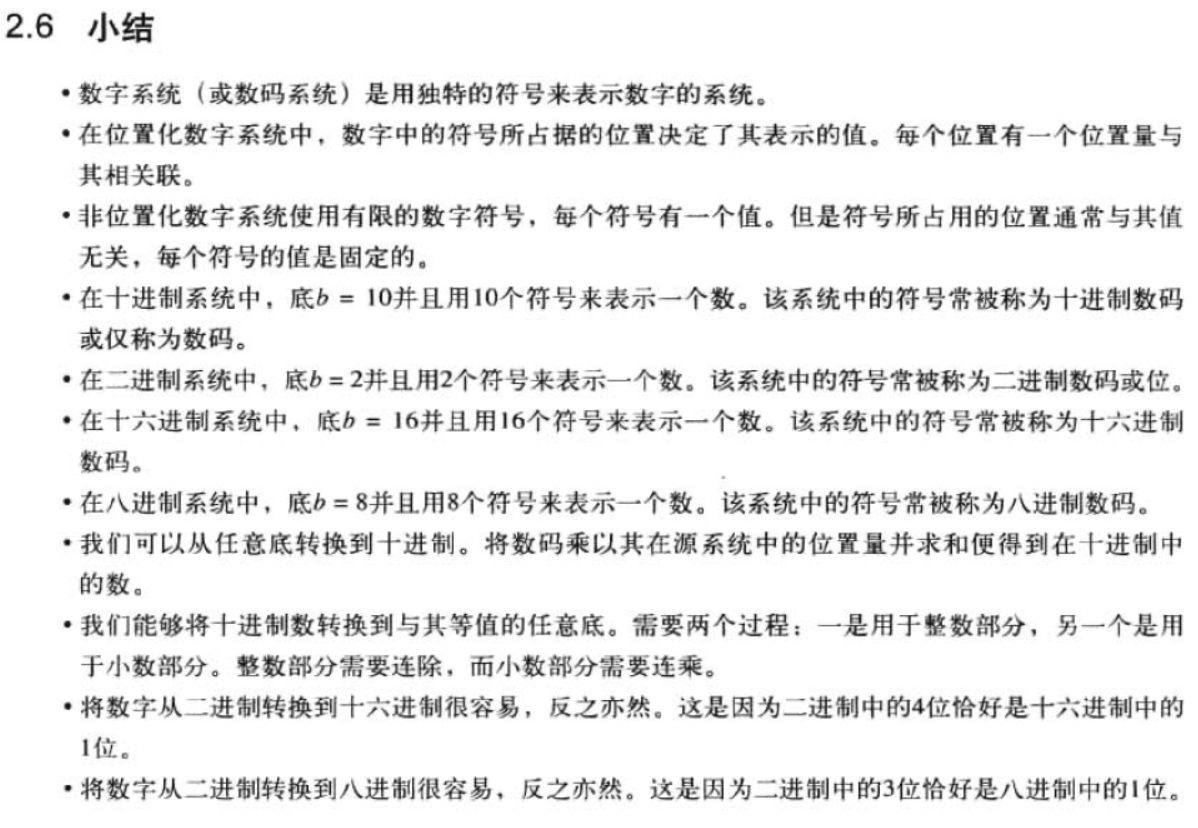 2.6 小结
• 数字系统（或数码系统）是用独特的符号来表示数字的系统。
• 在位置化数字系统中，数字中的符号所占据的位置决定了其表示的值。每个位置有一个位置量与
其相关联。
• 非位置化数字系统使用有限的数字符号，每个符号有一个值。但是符号所占用的位置通常与其值
无关，每个符号的值是固定的。
• 在十进制系统中，底b = 10并且用10个符号来表示一个数。该系统中的符号常被称为十进制数码
或仅称为数码。
• 在二进制系统中，底b = 2并且用2个符号来表示一个数。该系统中的符号常被称为二进制数码或位。
• 在十六进制系统中，底b = 16并且用16个符号来表示一个数。该系统中的符号常被称为十六进制
数码。
• 在八进制系统中，底b = 8并且用8个符号来表示一个数。该系统中的符号常被称为八进制数码。
• 我们可以从任意底转换到十进制。将数码乘以其在源系统中的位置量并求和便得到在十进制中
的数。
• 我们能够将十进制数转换到与其等值的任意底。需要两个过程：一是用于整数部分，另一个是用
于小数部分。整数部分需要连除，而小数部分需要连乘。
• 将数字从二进制转换到十六进制很容易，反之亦然。这是因为二进制中的4位恰好是十六进制中的
1位。
• 将数字从二进制转换到八进制很容易，反之亦然。这是因为二进制中的3位恰好是八进制中的1位。